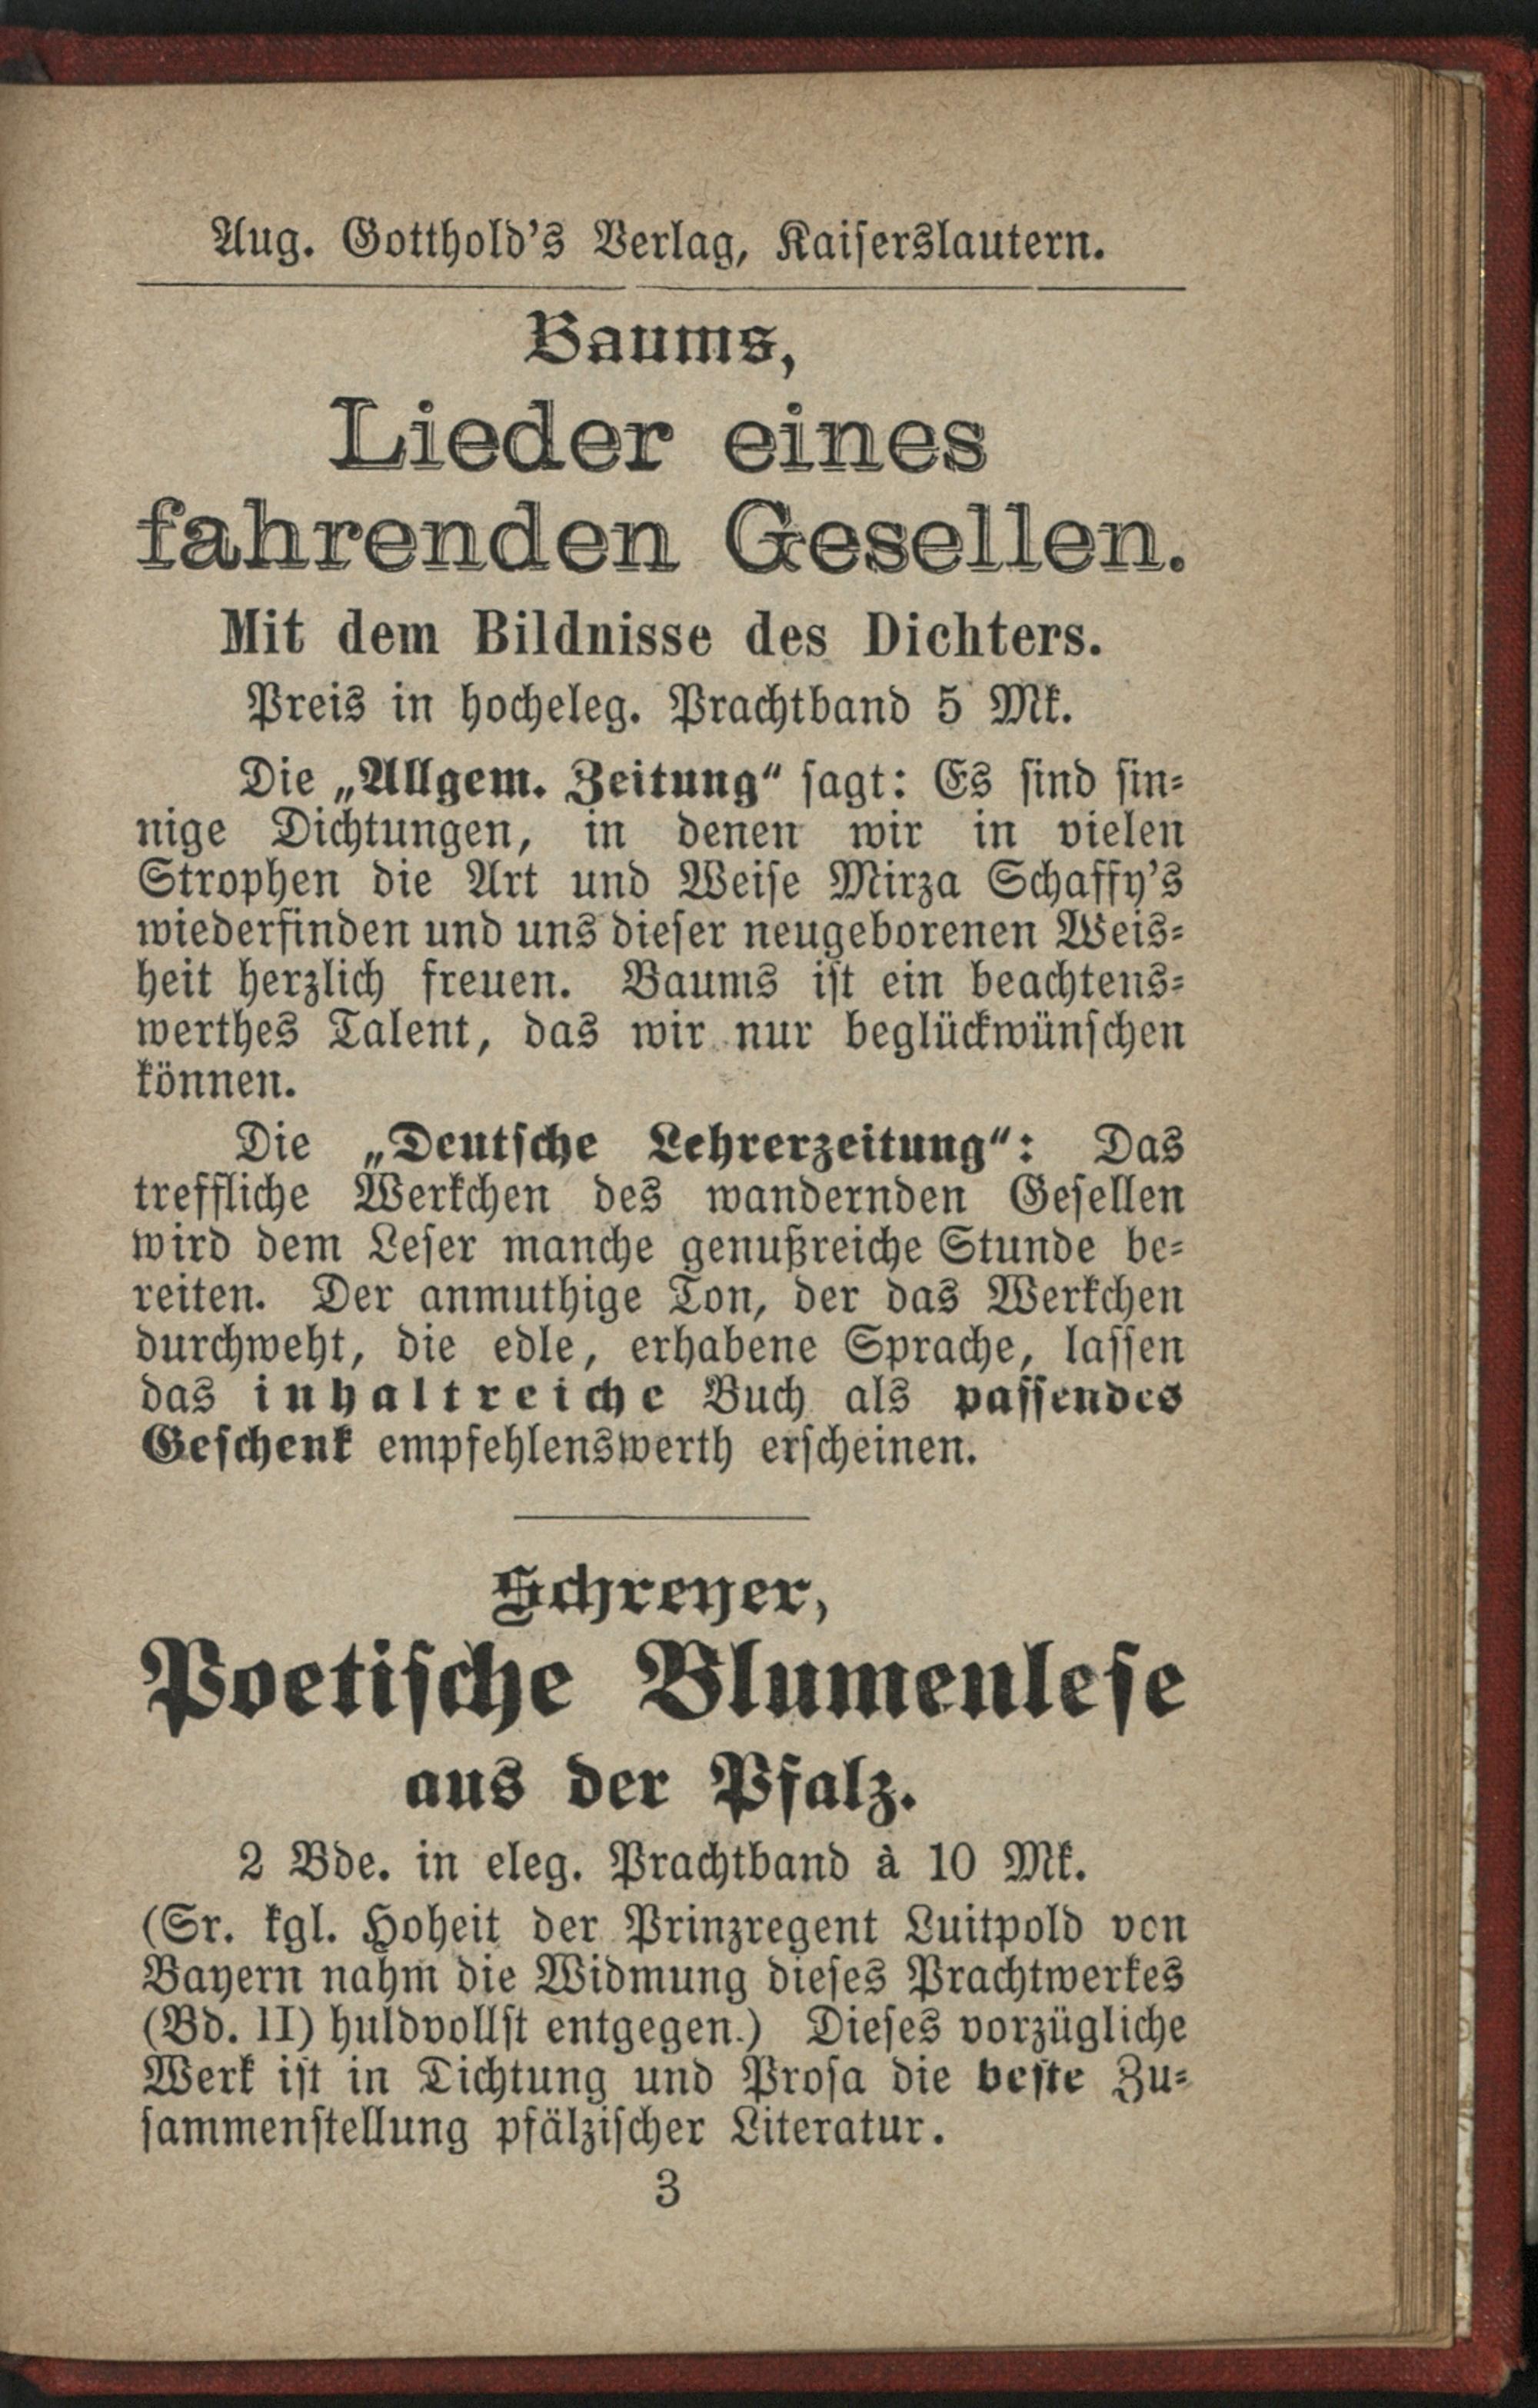 Aug. Gotthold's Verlag, Kaiserslautern.
Baums,
Lieder eines
fahrenden Gesellen.
Mit dem Bildnisse des Dichters.
Preis in hocheleg. Prachtband 5 Mk.
Die „Allgem. Zeitung“ sagt: Es sind sin-
nige Dichtungen, in denen wir in vielen
Strophen die Art und Weise Mirza Schaffy's
wiederfinden und uns dieser neugeborenen Weis-
heit herzlich freuen. Baums ist ein beachtens-
werthes Talent, das wir nur beglückwünschen
können.
Die „Deutsche Lehrerzeitung“: Das
treffliche Werkchen des wandernden Gesellen
wird dem Leser manche genußreiche Stunde be-
reiten. Der anmuthige Ton, der das Werkchen
durchweht, die edle, erhabene Sprache, lassen
das inhaltreiche Buch als passendes
Geschenk empfehlenswerth erscheinen.
Schreyer,
Poetische Blumenlese
aus der Pfalz.
2 Bde. in eleg. Prachtband à 10 Mk.
(Sr. kgl. Hoheit der Prinzregent Luitpold von
Bayern nahm die Widmung dieses Prachtwerkes
(Bd. II) huldvollst entgegen.) Dieses vorzügliche
Werk ist in Tichtung und Prosa die beste Zu-
sammenstellung pfälzischer Literatur.
3